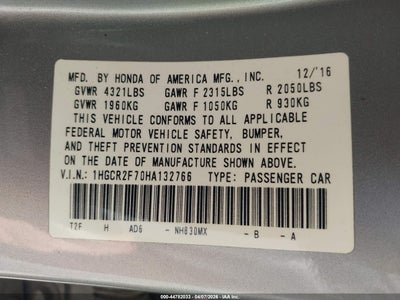 MFD. BY HONDA OF AMERICA MFG., INC. 12/'16
GVWR 4321LBS GAWR F 2315LBS R 2050LBS
GVWR 1960KG GAWR F 1050KG R 930KG
THIS VEHICLE CONFORMS TO ALL APPLICABLE
FEDERAL MOTOR VEHICLE SAFETY, BUMPER,
AND THEFT PREVENTION STANDARDS IN EFFECT
ON THE DATE OF MANUFACTURE SHOWN ABOVE.
V.I.N.: 1HGCR2F70HA132766 TYPE: PASSENGER CAR
T2F H AD6 - NH830MX - B - A
000-44782033 - 04/07/2026 - IAA Inc.